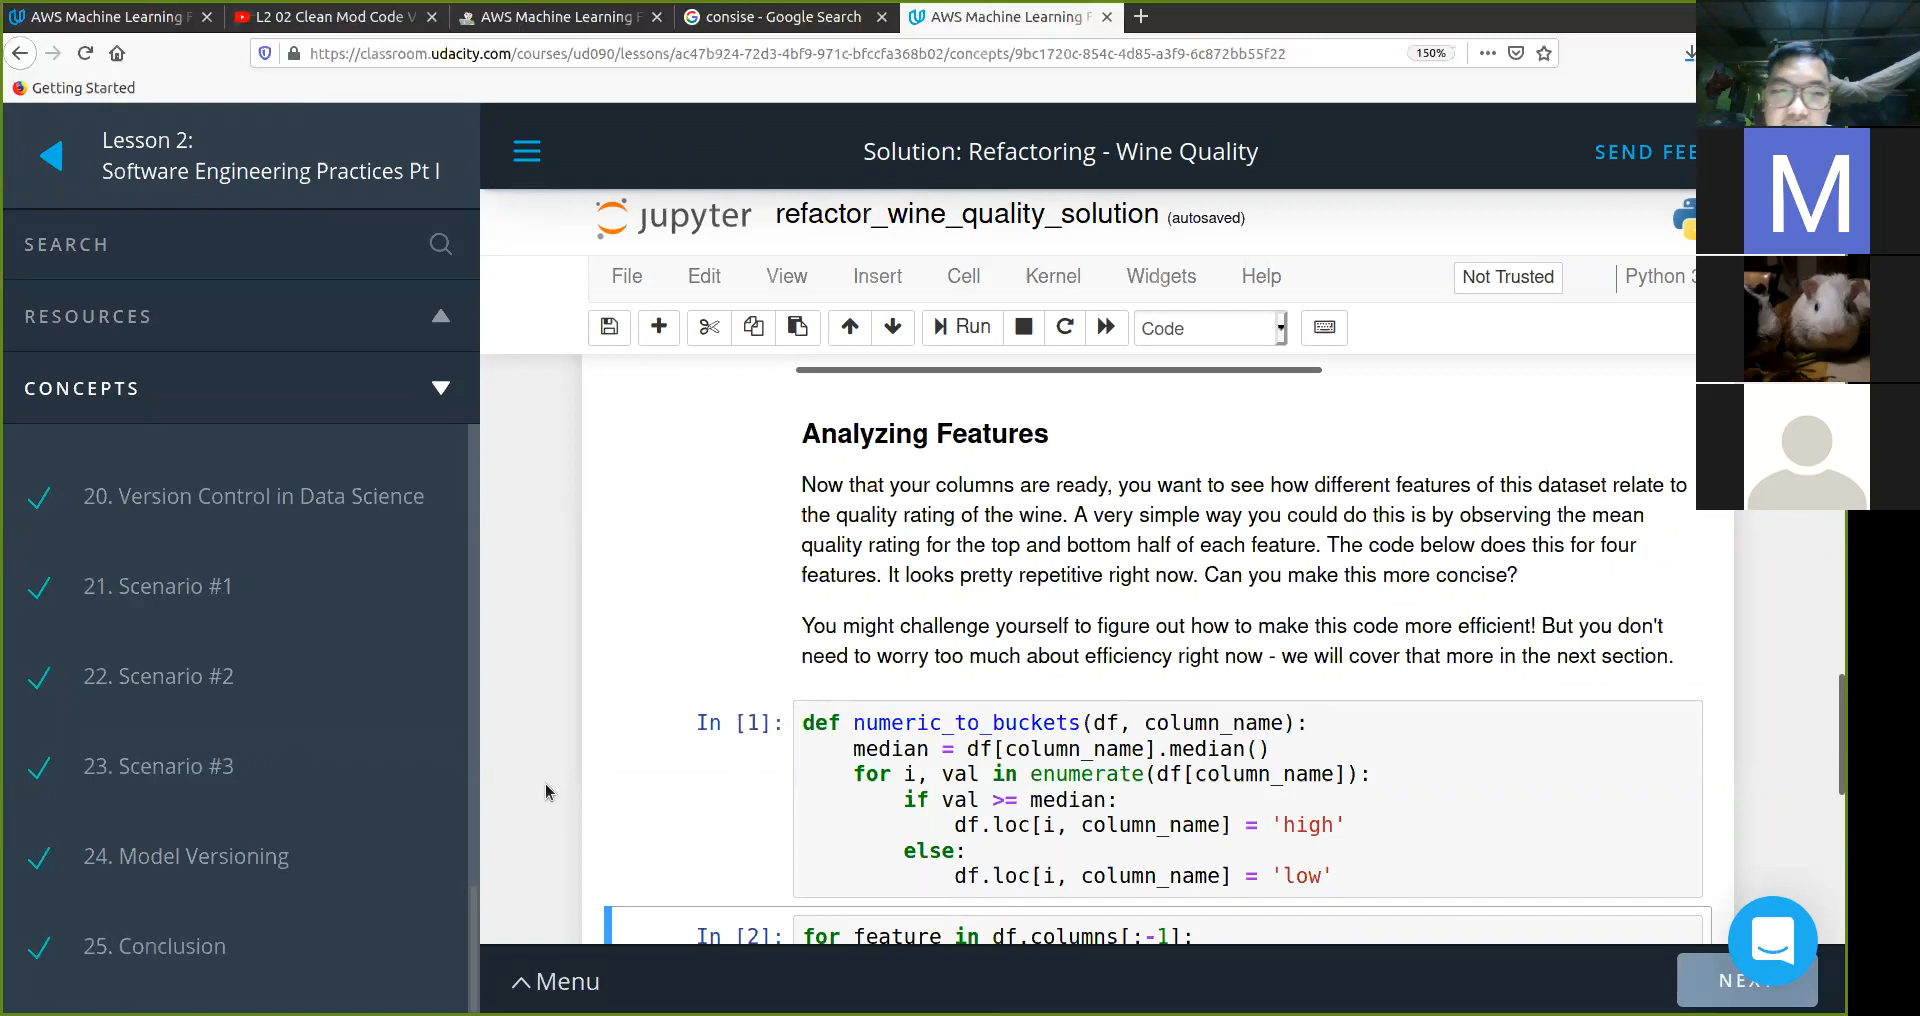 AWS Machine Learning F
L2 02 Clean Mod Code V
AWS Machine Learning F
consise - Google Search
AWS Machine Learning F
https://classroom.udacity.com/courses/ud090/lessons/ac47b924-72d3-4bf9-971c-bfccfa368b02/concepts/9bc1720c-854c-4d85-a3f9-6c872bb55f22
150%
Getting Started
Lesson 2:
Software Engineering Practices Pt I
SEARCH
RESOURCES
CONCEPTS
20. Version Control in Data Science
21. Scenario #1
22. Scenario #2
23. Scenario #3
24. Model Versioning
25. Conclusion
Solution: Refactoring - Wine Quality
SEND FEE
M
jupyter refactor_wine_quality_solution (autosaved)
File Edit View Insert Cell Kernel Widgets Help
Not Trusted
Python 3
Run
Code
Analyzing Features
Now that your columns are ready, you want to see how different features of this dataset relate to
the quality rating of the wine. A very simple way you could do this is by observing the mean
quality rating for the top and bottom half of each feature. The code below does this for four
features. It looks pretty repetitive right now. Can you make this more concise?
You might challenge yourself to figure out how to make this code more efficient! But you don't
need to worry too much about efficiency right now - we will cover that more in the next section.
In [1]: def numeric_to_buckets(df, column_name):
median = df[column_name].median()
for i, val in enumerate(df[column_name]):
if val >= median:
df.loc[i, column_name] = 'high'
else:
df.loc[i, column_name] = 'low'
In [2]: for feature in df.columns[:-1]:
Menu
NEX